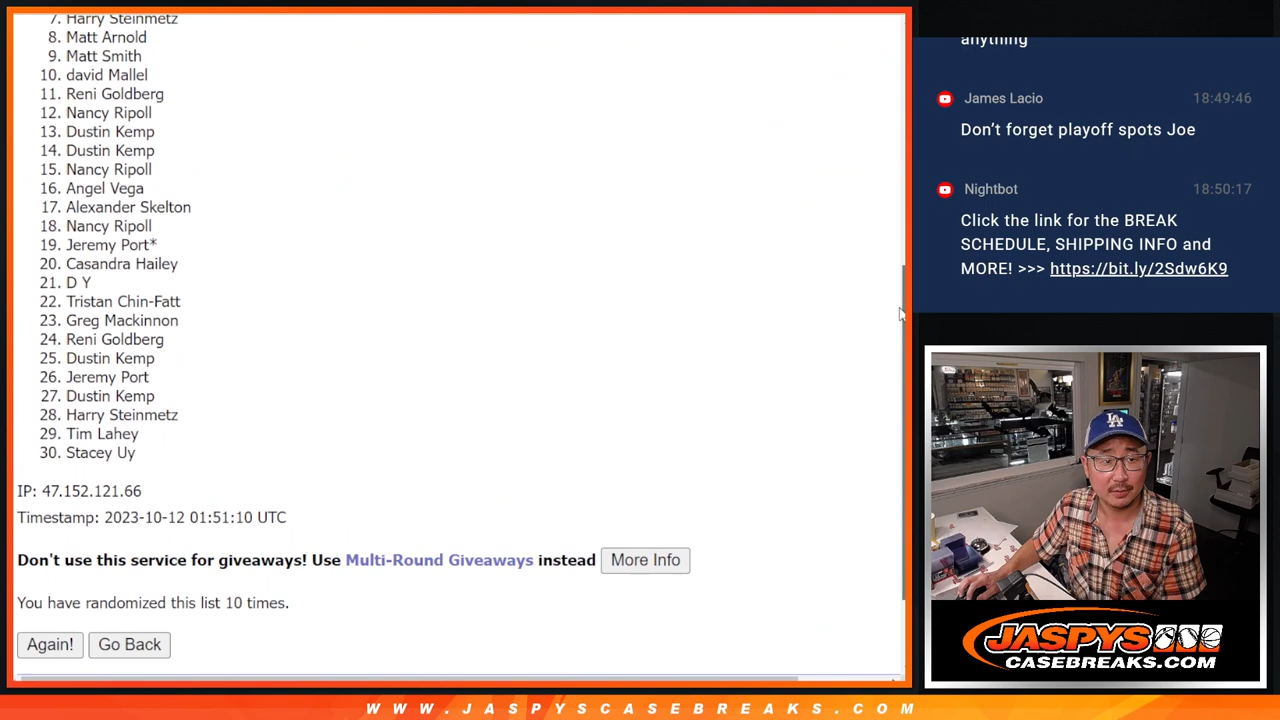 7. Harry Steinmetz
8. Matt Arnold
9. Matt Smith
10. david Mallel
11. Reni Goldberg
12. Nancy Ripoll
13. Dustin Kemp
14. Dustin Kemp
15. Nancy Ripoll
16. Angel Vega
17. Alexander Skelton
18. Nancy Ripoll
19. Jeremy Port*
20. Casandra Hailey
21. D Y
22. Tristan Chin-Fatt
23. Greg Mackinnon
24. Reni Goldberg
25. Dustin Kemp
26. Jeremy Port
27. Dustin Kemp
28. Harry Steinmetz
29. Tim Lahey
30. Stacey Uy
IP: 47.152.121.66
Timestamp: 2023-10-12 01:51:10 UTC
Don't use this service for giveaways! Use Multi-Round Giveaways instead More Info
You have randomized this list 10 times.
Again! Go Back
anything
James Lacio 18:49:46
Don’t forget playoff spots Joe
Nightbot 18:50:17
Click the link for the BREAK
SCHEDULE, SHIPPING INFO and
MORE! >>> https://bit.ly/2Sdw6K9
LA
JASPYS
CASEBREAKS.COM
WWW.JASPYSCASEBREAKS.COM